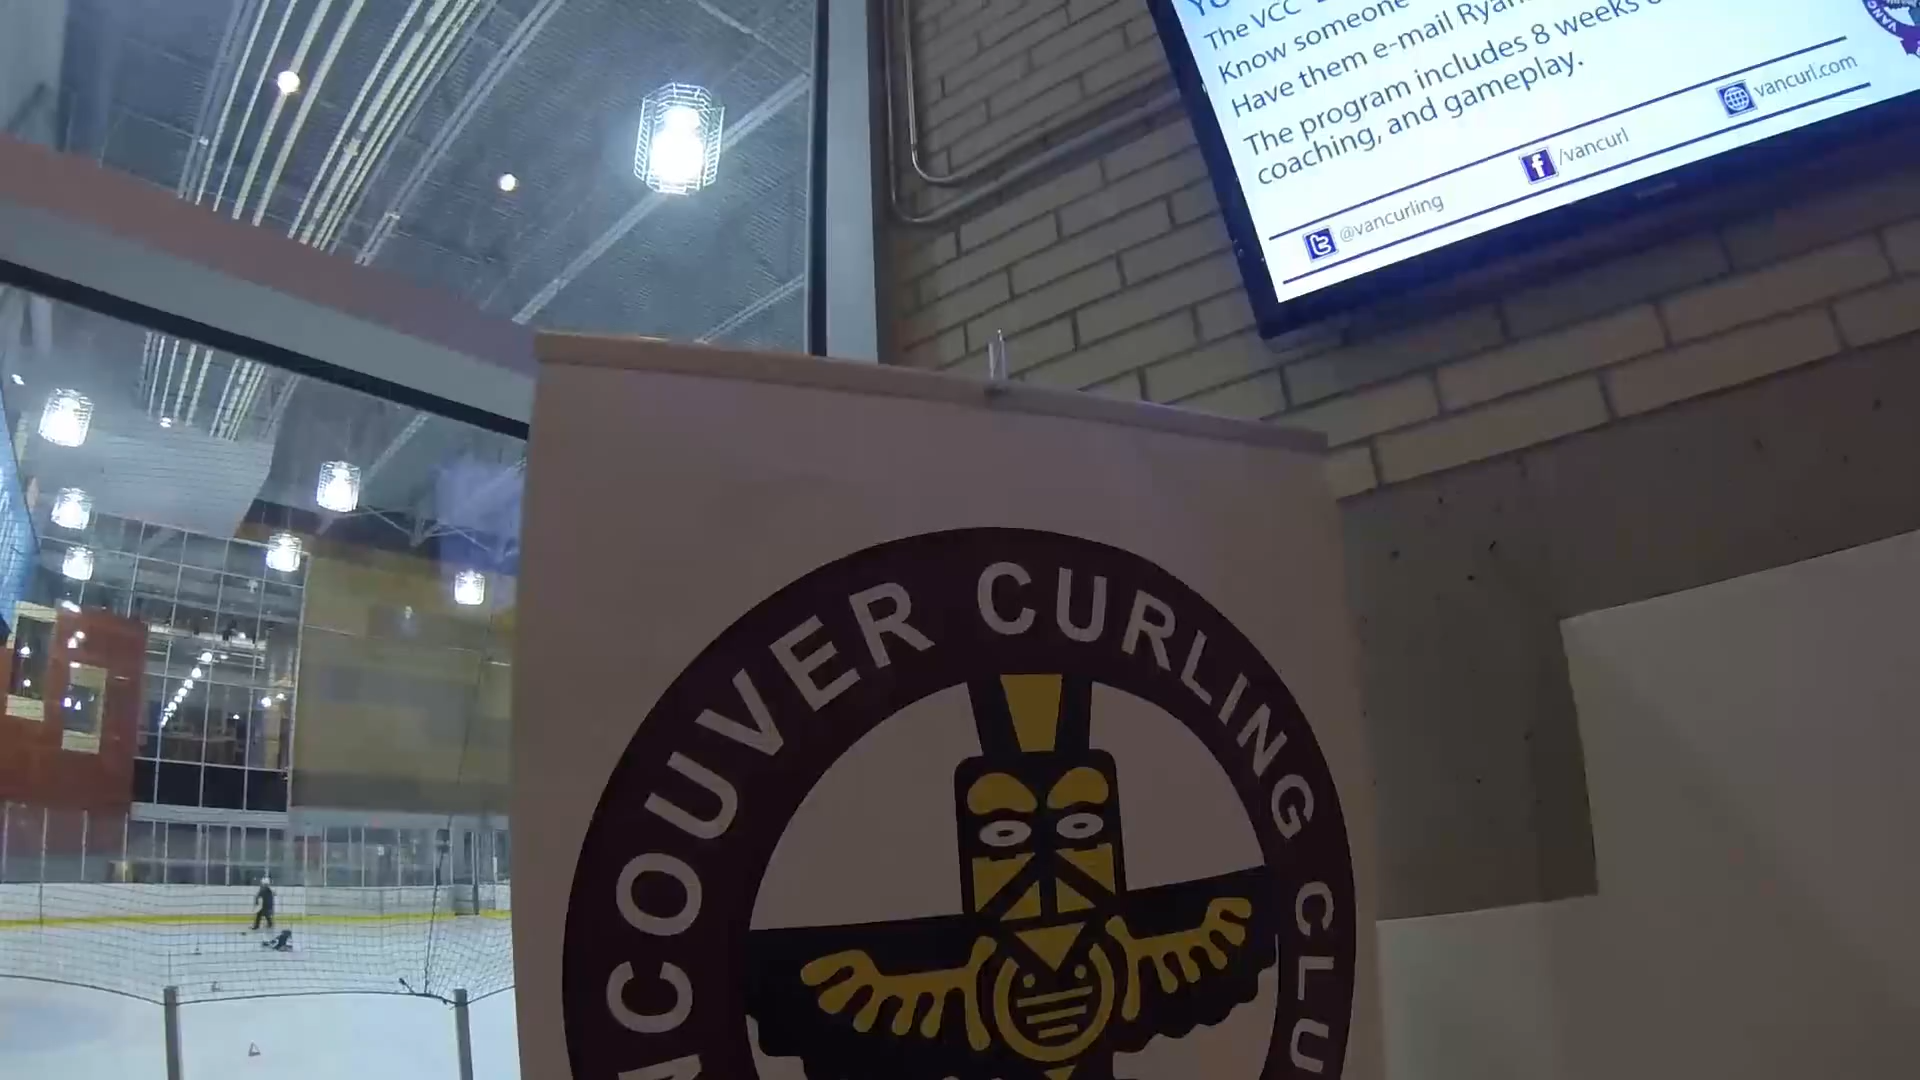 The VCC
Know someone
Have them e-mail Ryan
The program includes 8 weeks
coaching, and gameplay.
@vancurling
/vancurl
vancurl.com
COUVER CURLING CLU